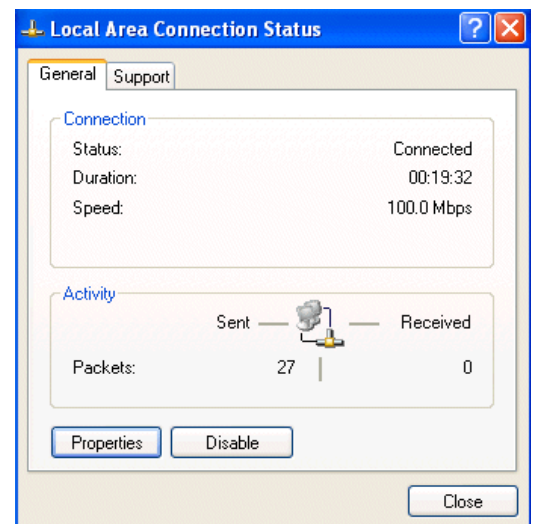 Local Area Connection Status
General Support
Connection
Status: Connected
Duration: 00:19:32
Speed: 100.0 Mbps
Activity
Sent Received
Packets: 27 0
Properties Disable
Close